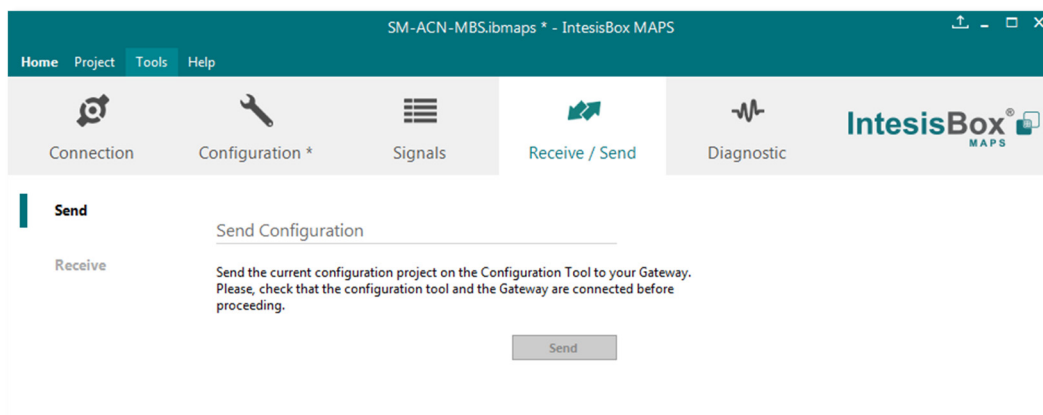 SM-ACN-MBS.ibmaps * - IntesisBox MAPS
Home Project Tools Help
Connection
Configuration *
Signals
Receive / Send
Diagnostic
IntesisBox®
MAPS
Send
Receive
Send Configuration
Send the current configuration project on the Configuration Tool to your Gateway.
Please, check that the configuration tool and the Gateway are connected before
proceeding.
Send